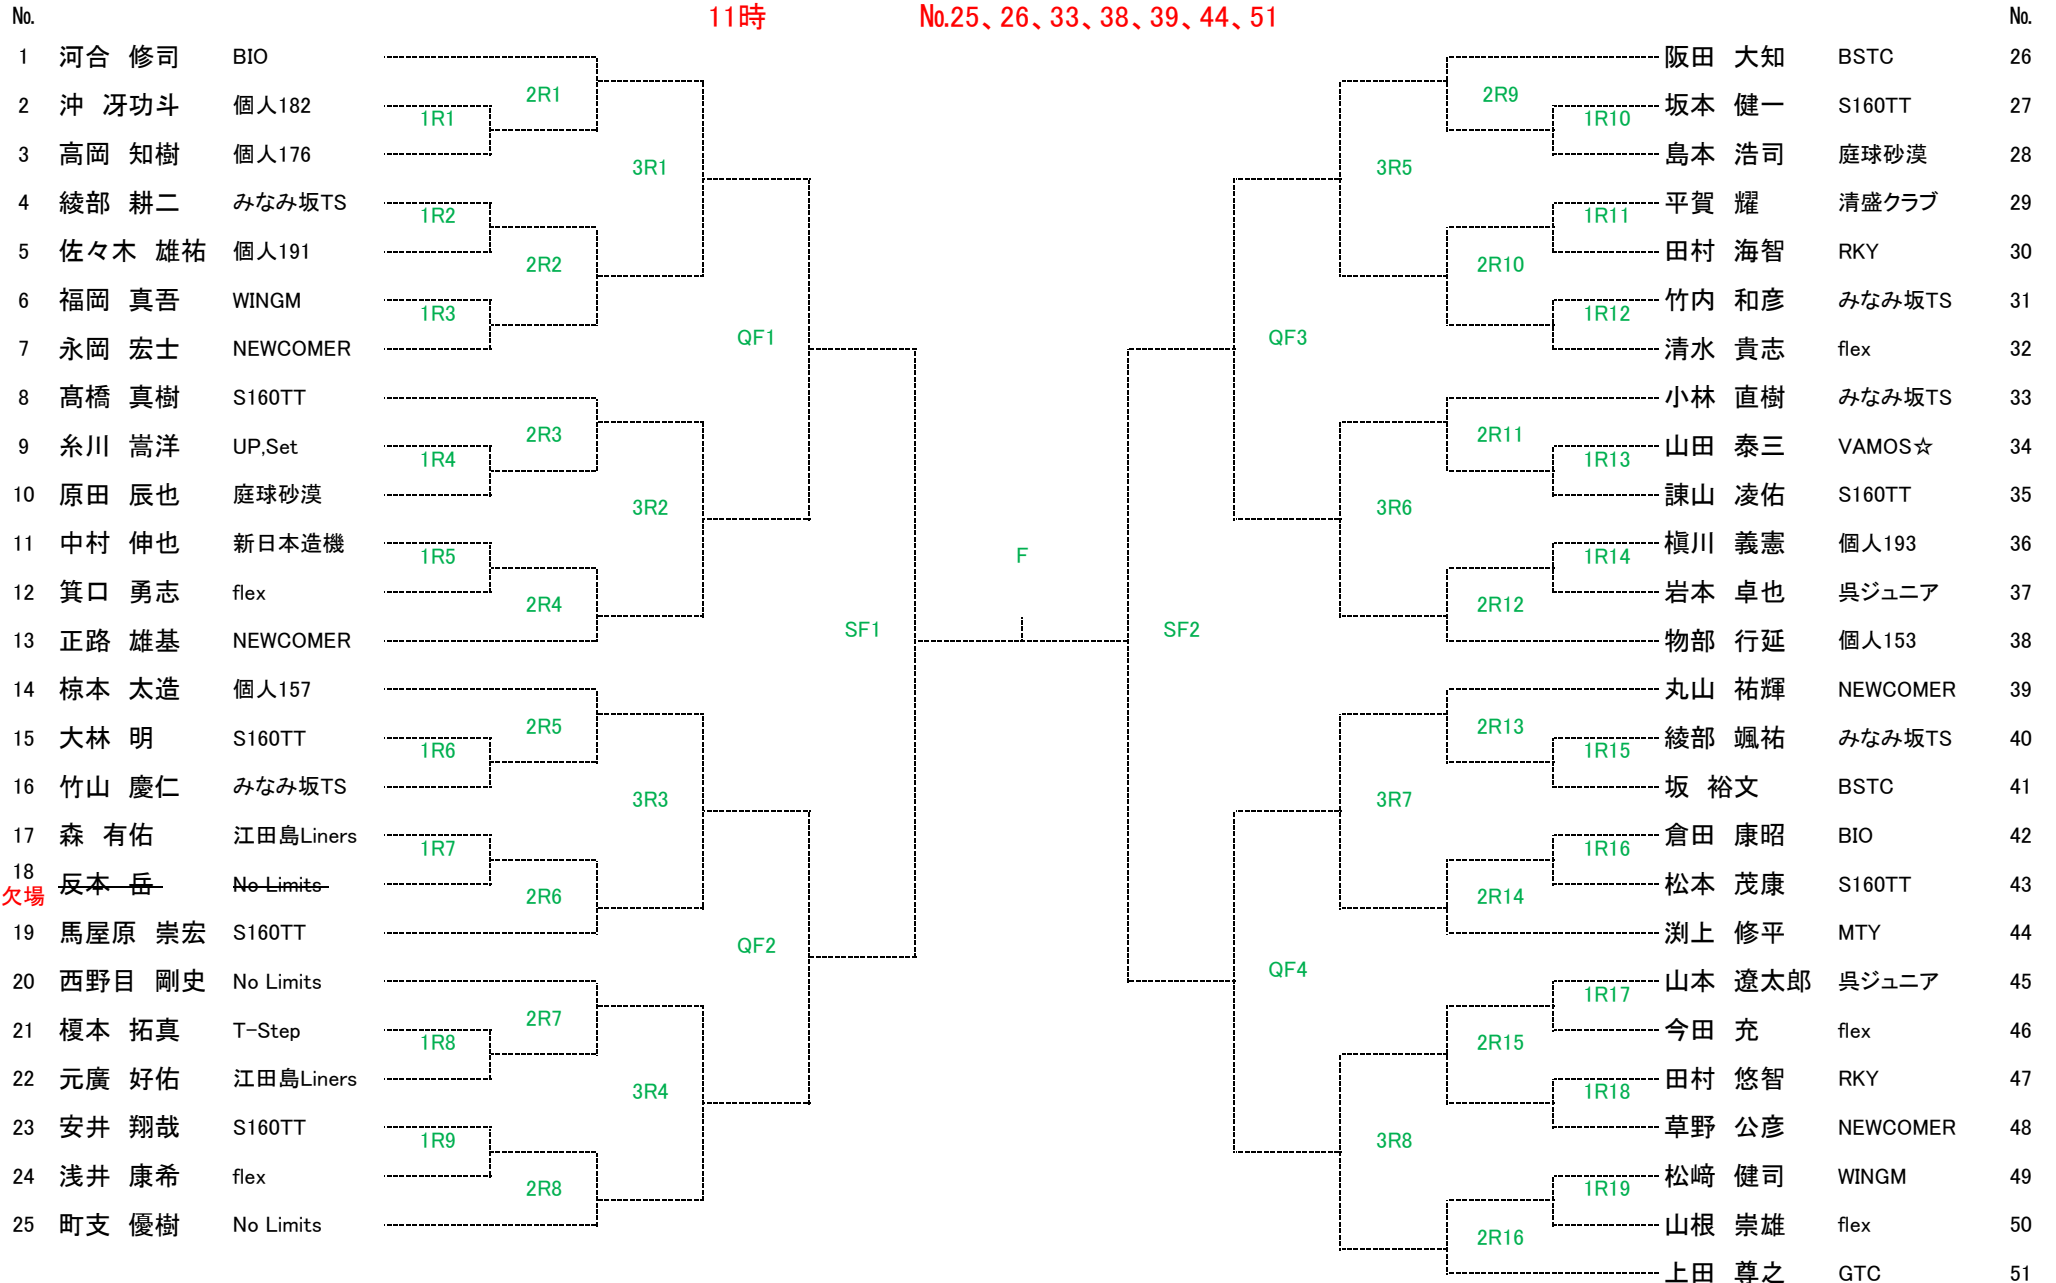 No. 11時 No.25、26、33、38、39、44、51 No.
1 河合 修司 BIO 阪田 大知 BSTC 26
2R1 2R9
2 沖 冴功斗 個人182 坂本 健一 S160TT 27
1R1 1R10
3 高岡 知樹 個人176 島本 浩司 庭球砂漠 28
3R1 3R5
4 綾部 耕二 みなみ坂TS 平賀 耀 清盛クラブ 29
1R2 1R11
5 佐々木 雄祐 個人191 田村 海智 RKY 30
2R2 2R10
6 福岡 真吾 WINGM 竹内 和彦 みなみ坂TS 31
1R3 1R12
QF1 QF3
7 永岡 宏士 NEWCOMER 清水 貴志 flex 32
8 髙橋 真樹 S160TT 小林 直樹 みなみ坂TS 33
2R3 2R11
9 糸川 嵩洋 UP,Set 山田 泰三 VAMOS☆ 34
1R4 1R13
10 原田 辰也 庭球砂漠 諌山 凌佑 S160TT 35
3R2 3R6
11 中村 伸也 新日本造機 槇川 義憲 個人193 36
1R5 F 1R14
12 箕口 勇志 flex 岩本 卓也 呉ジュニア 37
2R4 2R12
SF1 SF2
13 正路 雄基 NEWCOMER 物部 行延 個人153 38
14 椋本 太造 個人157 丸山 祐輝 NEWCOMER 39
2R5 2R13
15 大林 明 S160TT 綾部 颯祐 みなみ坂TS 40
1R6 1R15
16 竹山 慶仁 みなみ坂TS 坂 裕文 BSTC 41
3R3 3R7
17 森 有佑 江田島Liners 倉田 康昭 BIO 42
1R7 1R16
18 反本 岳 No Limits 松本 茂康 S160TT 43
欠場 2R6 2R14
19 馬屋原 崇宏 S160TT 渕上 修平 MTY 44
QF2 QF4
20 西野目 剛史 No Limits 山本 遼太郎 呉ジュニア 45
1R17
2R7
21 榎本 拓真 T-Step 今田 充 flex 46
1R8 2R15
22 元廣 好佑 江田島Liners 田村 悠智 RKY 47
3R4 1R18
23 安井 翔哉 S160TT 草野 公彦 NEWCOMER 48
1R9 3R8
24 浅井 康希 flex 松﨑 健司 WINGM 49
2R8 1R19
25 町支 優樹 No Limits 山根 崇雄 flex 50
2R16
上田 尊之 GTC 51